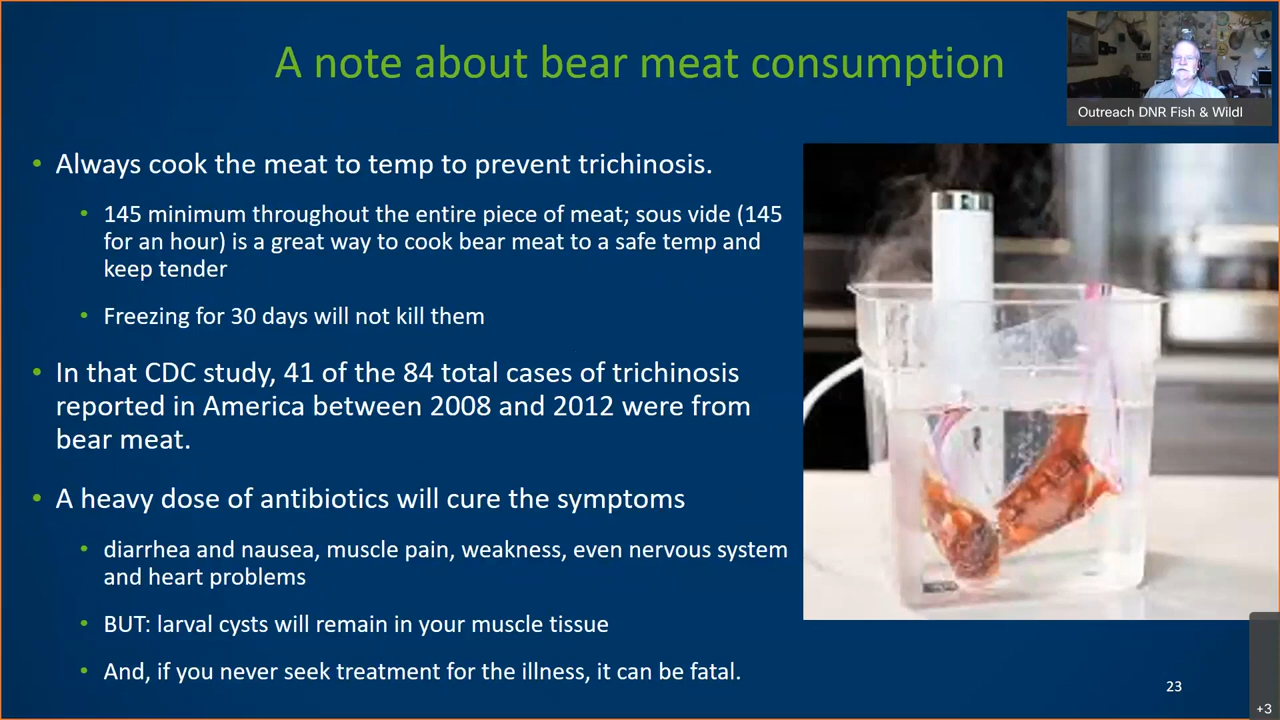 A note about bear meat consumption
Outreach DNR Fish & Wildl
• Always cook the meat to temp to prevent trichinosis.
• 145 minimum throughout the entire piece of meat; sous vide (145
for an hour) is a great way to cook bear meat to a safe temp and
keep tender
• Freezing for 30 days will not kill them
• In that CDC study, 41 of the 84 total cases of trichinosis
reported in America between 2008 and 2012 were from
bear meat.
• A heavy dose of antibiotics will cure the symptoms
• diarrhea and nausea, muscle pain, weakness, even nervous system
and heart problems
• BUT: larval cysts will remain in your muscle tissue
• And, if you never seek treatment for the illness, it can be fatal.
23
+3